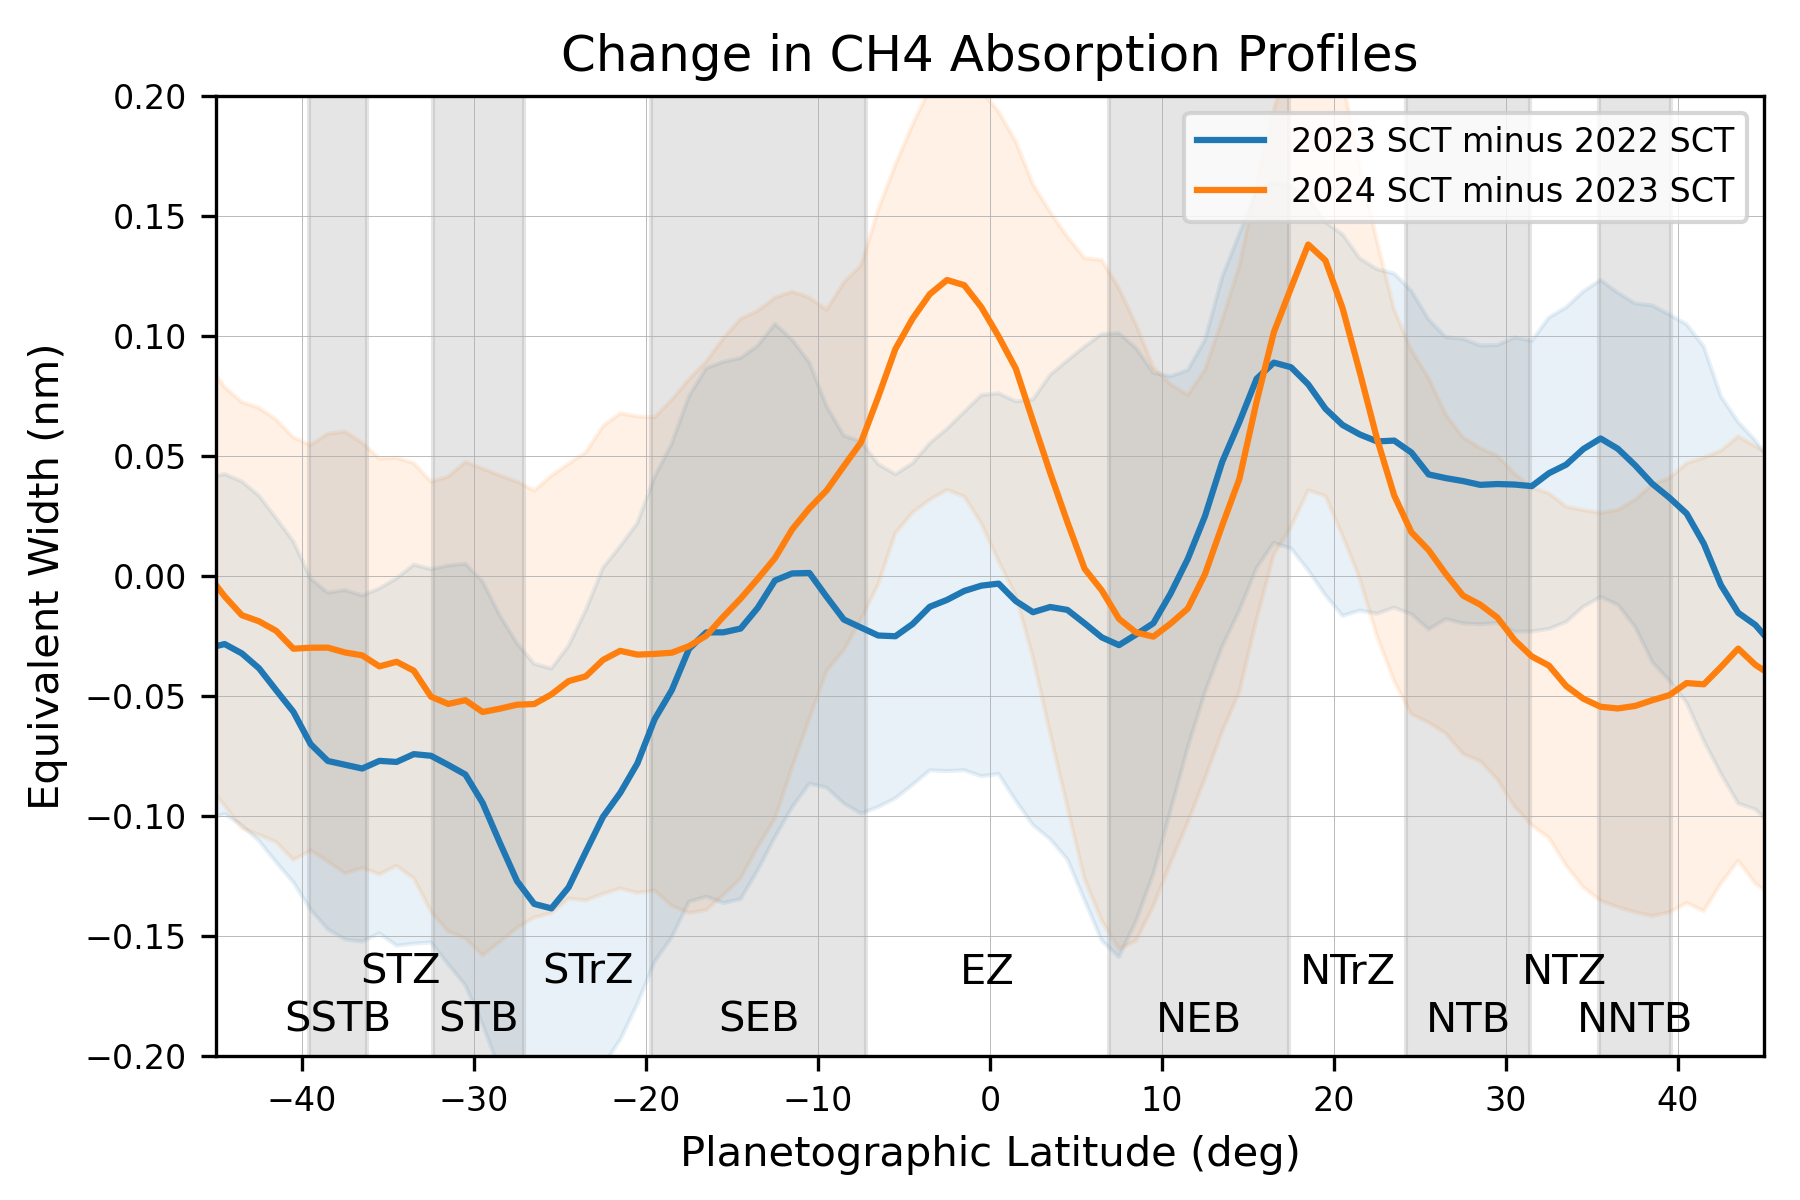 Change in CH4 Absorption Profiles
0.20
0.15
0.10
0.05
0.00
−0.05
−0.10
−0.15
−0.20
Equivalent Width (nm)
2023 SCT minus 2022 SCT
2024 SCT minus 2023 SCT
STZ STrZ EZ NTrZ NTZ
SSTB STB SEB NEB NTB NNTB
−40 −30 −20 −10 0 10 20 30 40
Planetographic Latitude (deg)